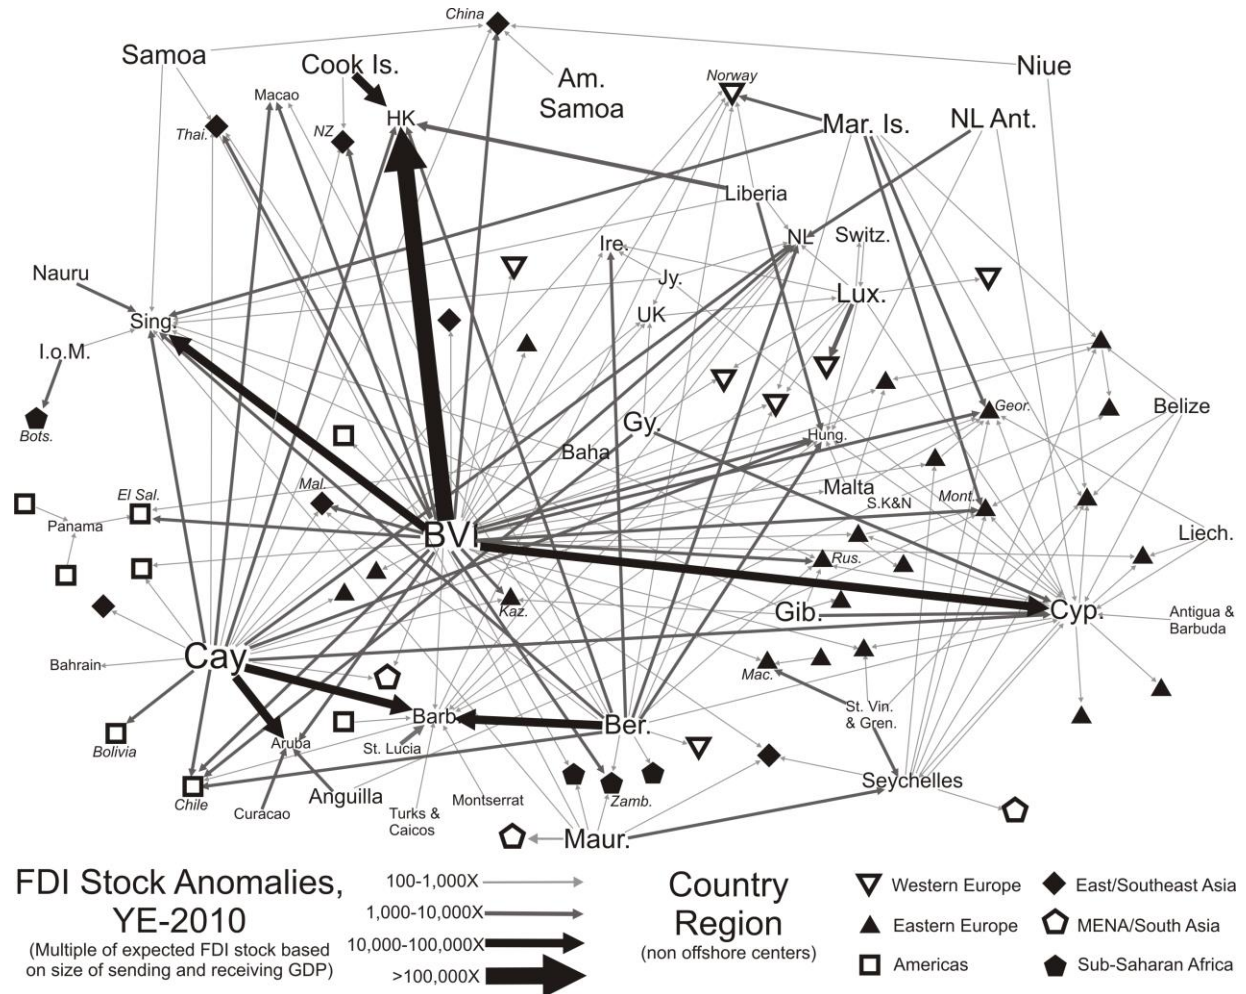 China
Samoa
Cook Is.
Am.
Samoa
Norway
Niue
Macao
HK
Thai.
NZ
Mar. Is.
NL Ant.
Liberia
Ire.
NL
Switz.
Nauru
Jy.
Lux.
Sing.
UK
I.o.M.
Geor.
Belize
Bots.
Gy.
Hung.
Baha
Mal.
El Sal.
Malta
S.K&N
Mont.
Panama
BVI
Liech.
Rus.
Kaz.
Gib.
Cyp.
Antigua &
Barbuda
Cay
Bahrain
Mac.
St. Vin.
& Gren.
Barb
Ber.
Bolivia
Aruba
St. Lucia
Seychelles
Chile
Curacao
Anguilla
Turks &
Caicos
Montserrat
Zamb.
Maur.
FDI Stock Anomalies,
YE-2010
(Multiple of expected FDI stock based
on size of sending and receiving GDP)
100-1,000X
1,000-10,000X
10,000-100,000X
>100,000X
Country
Region
(non offshore centers)
Western Europe
Eastern Europe
Americas
East/Southeast Asia
MENA/South Asia
Sub-Saharan Africa